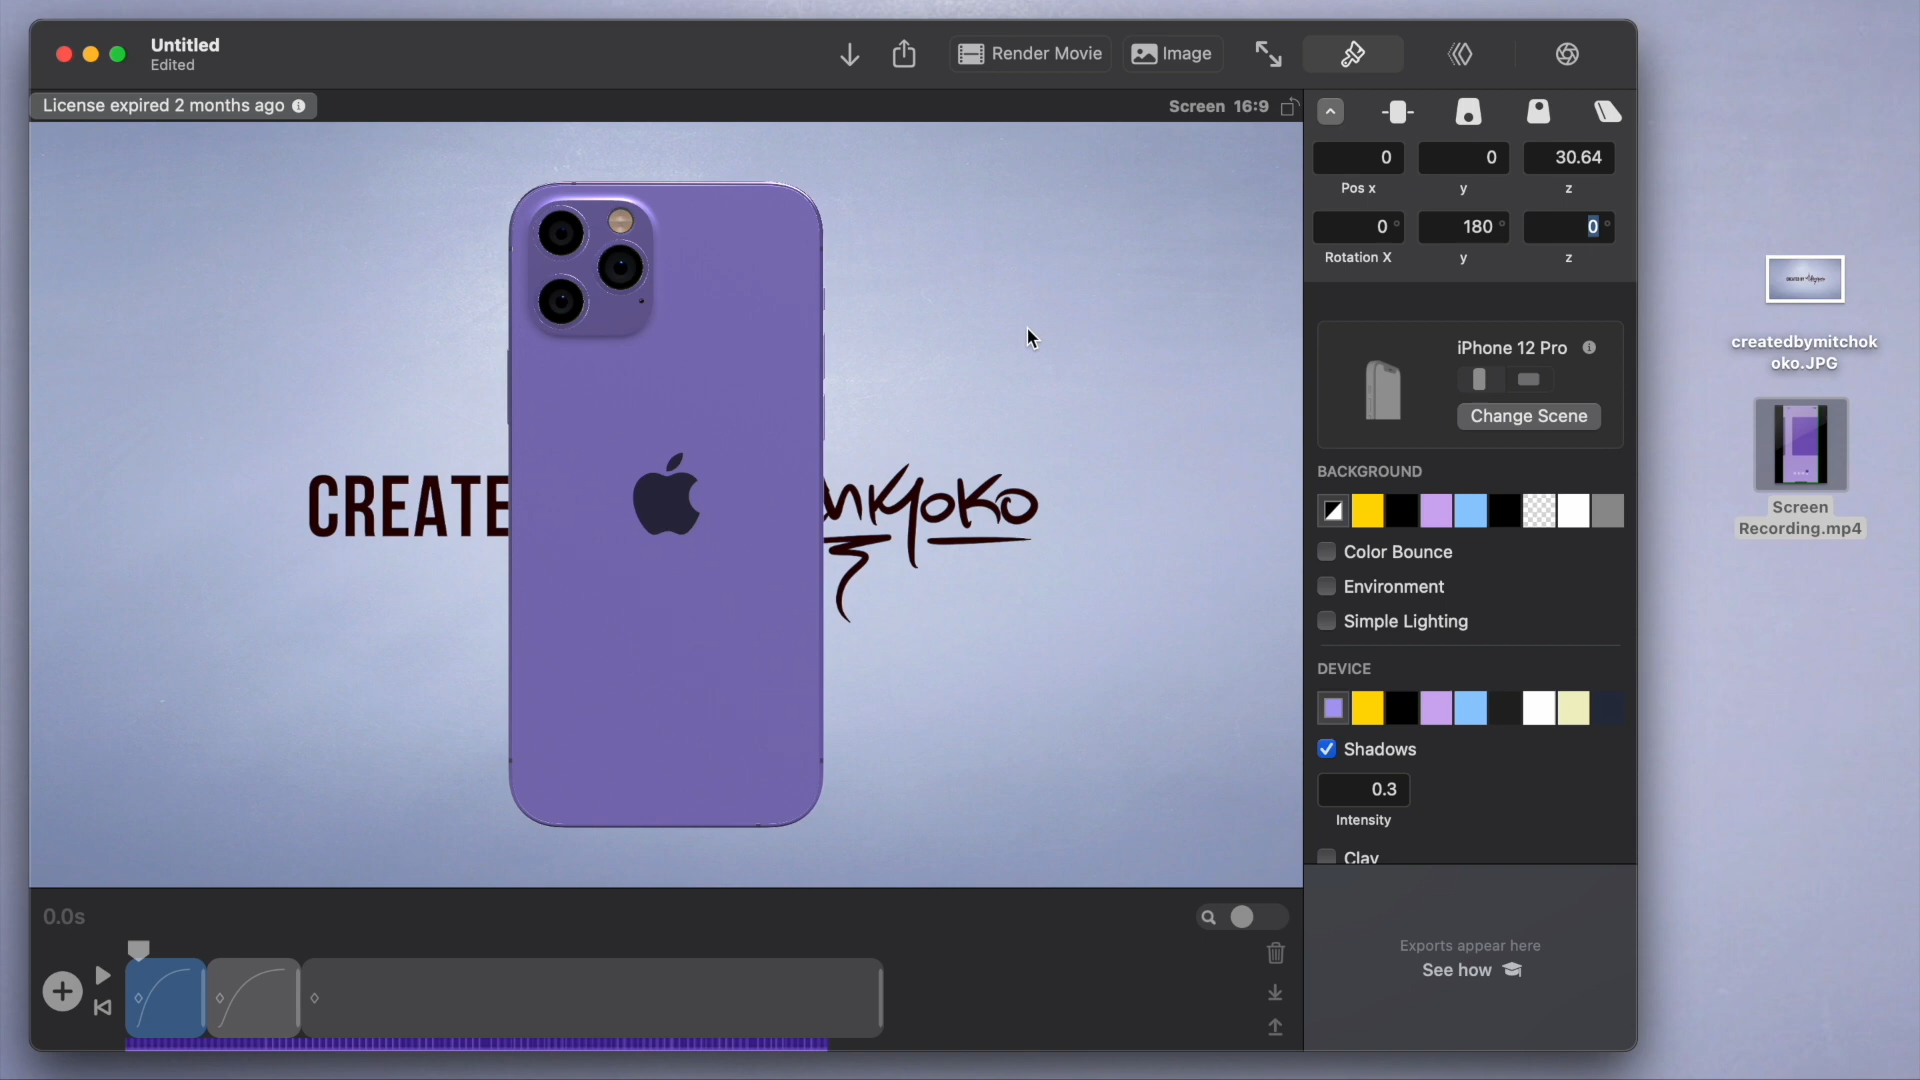 Untitled
Edited
Render Movie
Image
License expired 2 months ago
Screen 16:9
0
0
30.64
Pos x
y
z
0°
180°
0°
Rotation X
y
z
iPhone 12 Pro
Change Scene
BACKGROUND
Color Bounce
Environment
Simple Lighting
DEVICE
Shadows
0.3
Intensity
Clay
CREATE
oko
0.0s
Exports appear here
See how
createdbymitchok
oko.JPG
Screen
Recording.mp4